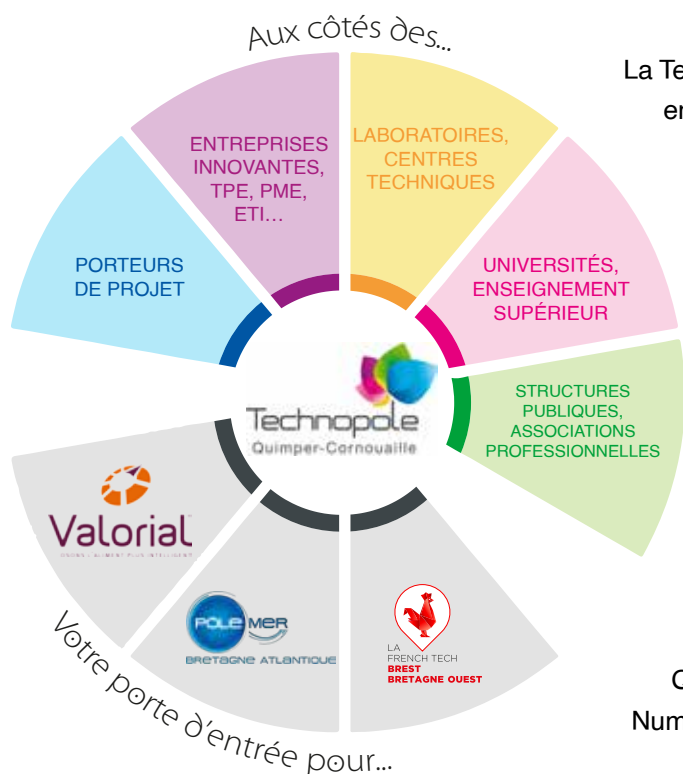 Aux côtés des...
La Te
en
ENTREPRISES
INNOVANTES,
TPE, PME,
ETI…
LABORATOIRES,
CENTRES
TECHNIQUES
PORTEURS
DE PROJET
UNIVERSITÉS,
ENSEIGNEMENT
SUPÉRIEUR
Technopole
Quimper-Cornouaille
STRUCTURES
PUBLIQUES,
ASSOCIATIONS
PROFESSIONNELLES
Valorial
POLE MER
BRETAGNE ATLANTIQUE
LA
FRENCH TECH
BREST
BRETAGNE OUEST
Votre porte d'entrée pour...
Num